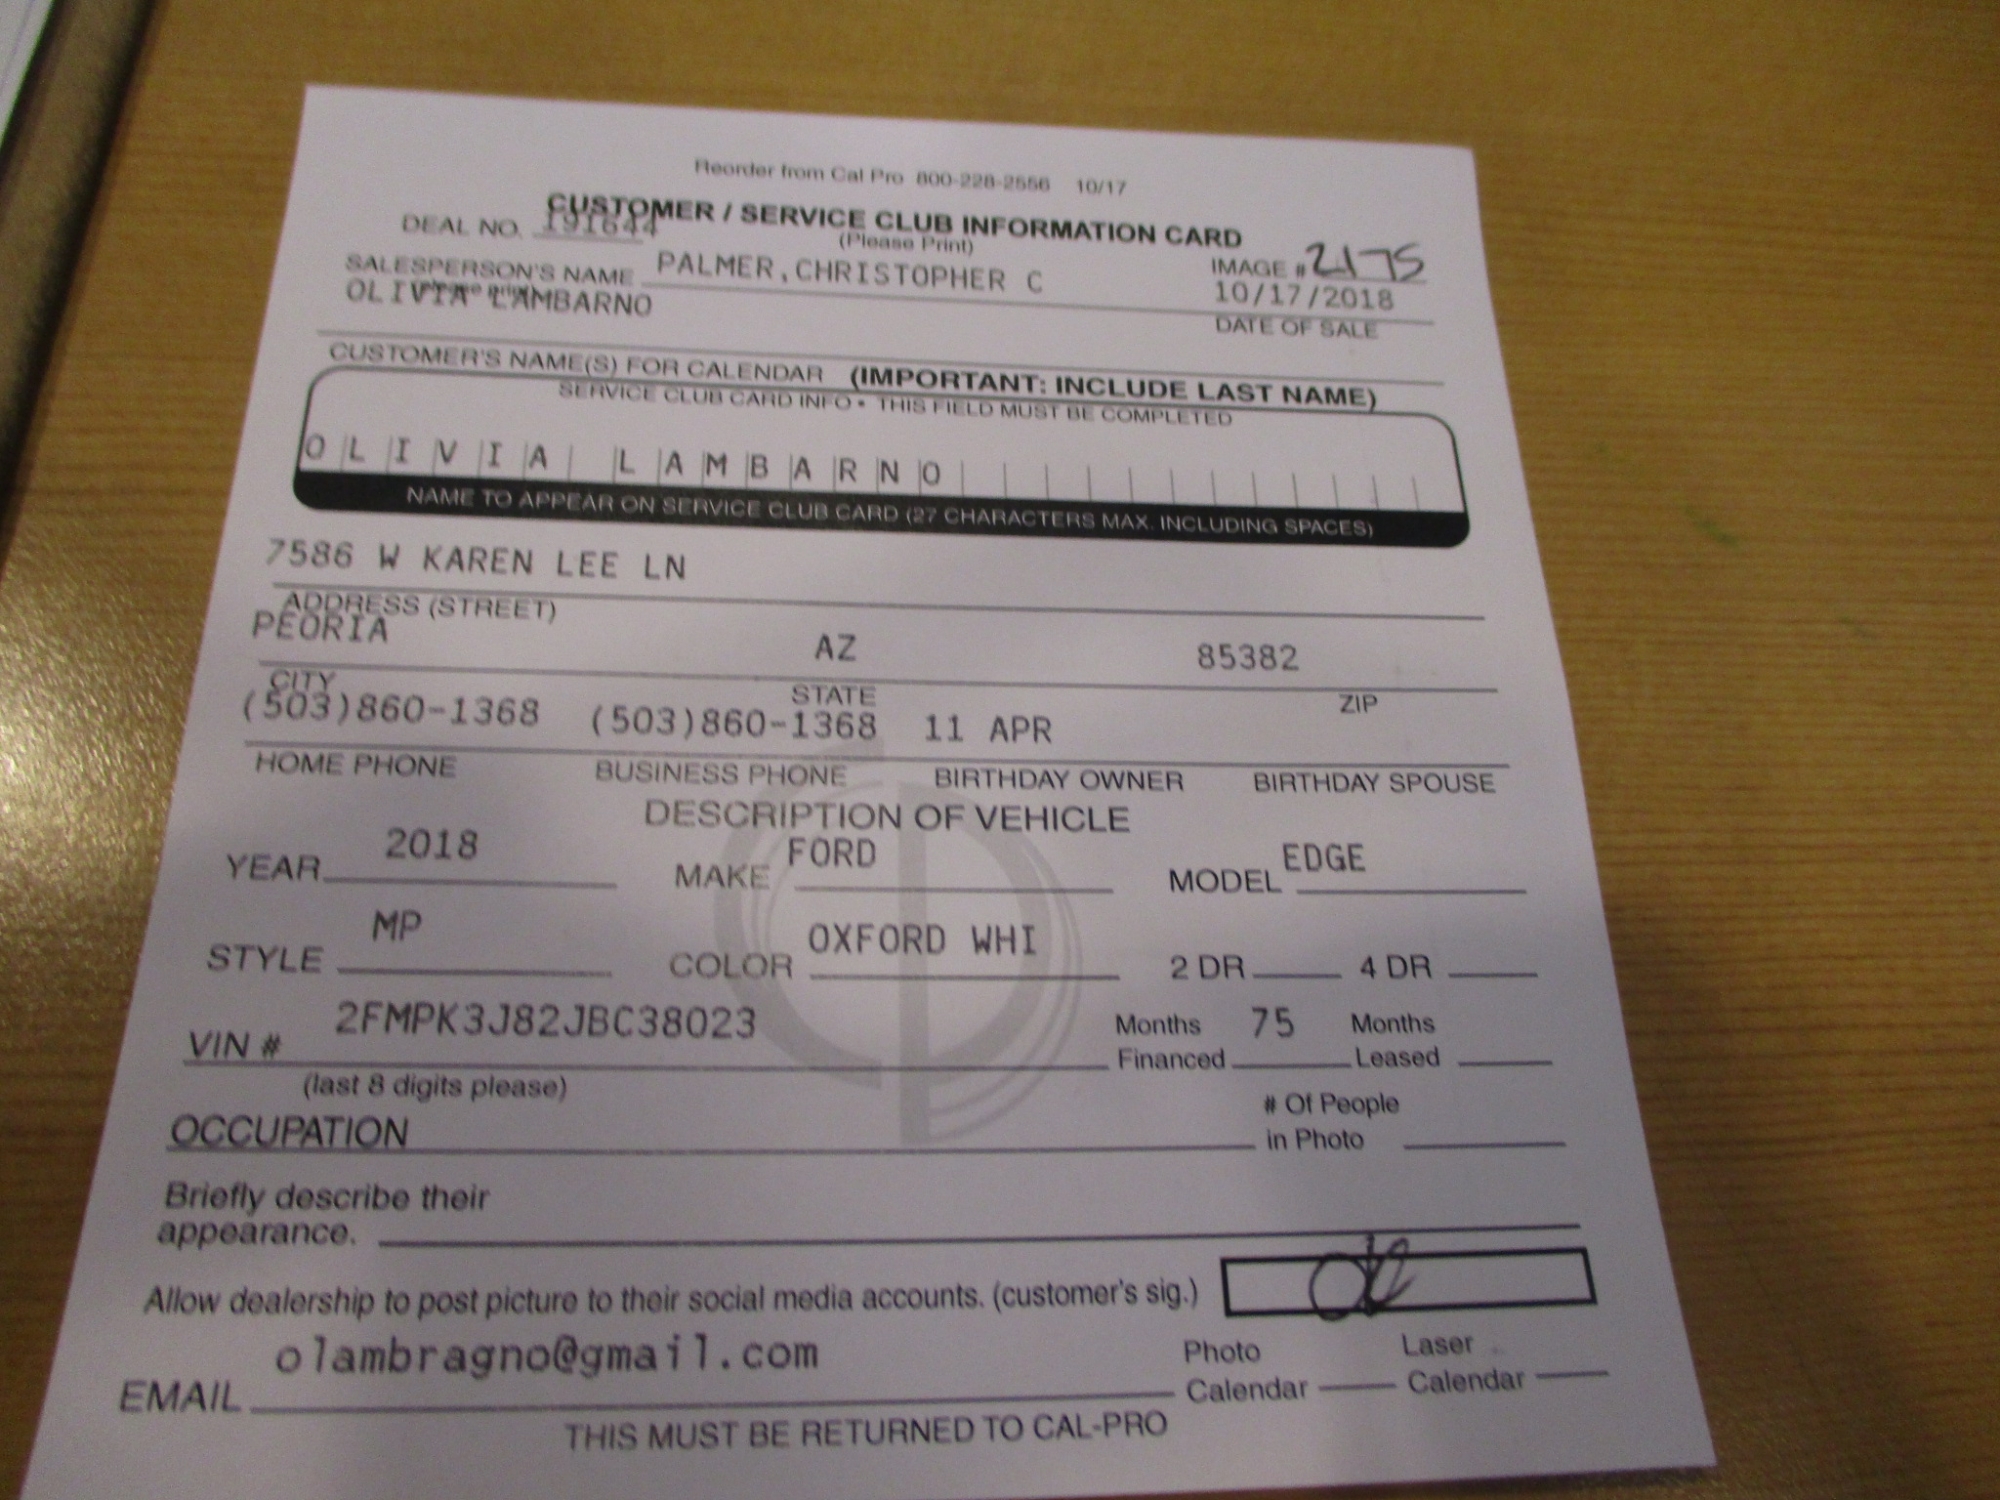 Reorder from Cal Pro 800-228-2556 10/17
CUSTOMER / SERVICE CLUB INFORMATION CARD
DEAL NO. 191644
(Please Print)
IMAGE # 2175
SALESPERSON'S NAME PALMER,CHRISTOPHER C
(please print)
10/17/2018
OLIVIA LAMBARNO
DATE OF SALE
CUSTOMER'S NAME(S) FOR CALENDAR (IMPORTANT: INCLUDE LAST NAME)
SERVICE CLUB CARD INFO • THIS FIELD MUST BE COMPLETED
OLIVIA LAMBARNO
NAME TO APPEAR ON SERVICE CLUB CARD (27 CHARACTERS MAX. INCLUDING SPACES)
7586 W KAREN LEE LN
ADDRESS (STREET)
PEORIA AZ 85382
CITY STATE ZIP
(503)860-1368 (503)860-1368 11 APR
HOME PHONE BUSINESS PHONE BIRTHDAY OWNER BIRTHDAY SPOUSE
DESCRIPTION OF VEHICLE
YEAR 2018 MAKE FORD MODEL EDGE
STYLE MP COLOR OXFORD WHI 2 DR 4 DR
VIN # 2FMPK3J82JBC38023 Months 75 Months
Financed Leased
(last 8 digits please)
# Of People
OCCUPATION in Photo
Briefly describe their
appearance.
Allow dealership to post picture to their social media accounts. (customer's sig.)
olambragno@gmail.com Photo Laser
EMAIL Calendar Calendar
THIS MUST BE RETURNED TO CAL-PRO